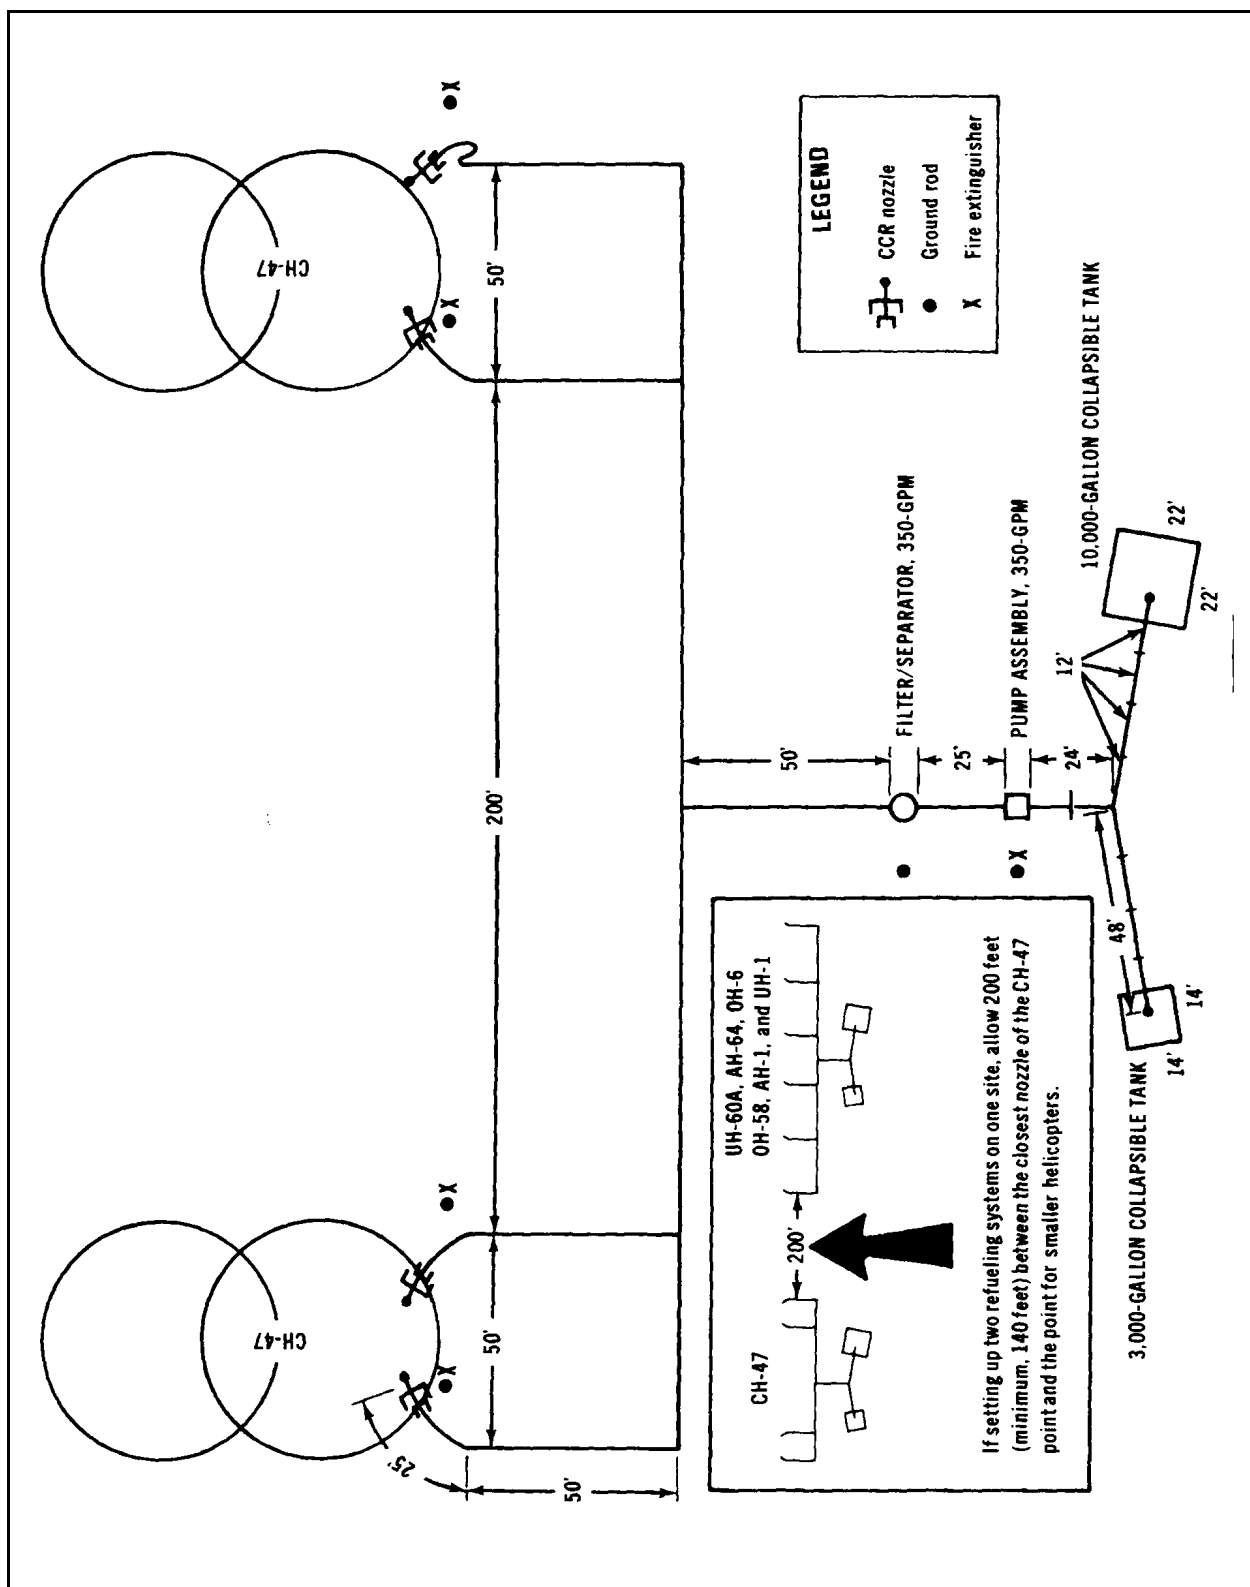 CH-47
CH-47
X
X
X
X
25'
50'
50'
200'
50'
50'
FILTER/SEPARATOR, 350-GPM
25'
PUMP ASSEMBLY, 350-GPM
X
24'
48'
12'
3,000-GALLON COLLAPSIBLE TANK
14'
14'
10,000-GALLON COLLAPSIBLE TANK
22'
22'
CH-47
200'
UH-60A, AH-64, OH-6
OH-58, AH-1, and UH-1
If setting up two refueling systems on one site, allow 200 feet
(minimum, 140 feet) between the closest nozzle of the CH-47
point and the point for smaller helicopters.
LEGEND
CCR nozzle
Ground rod
X Fire extinguisher